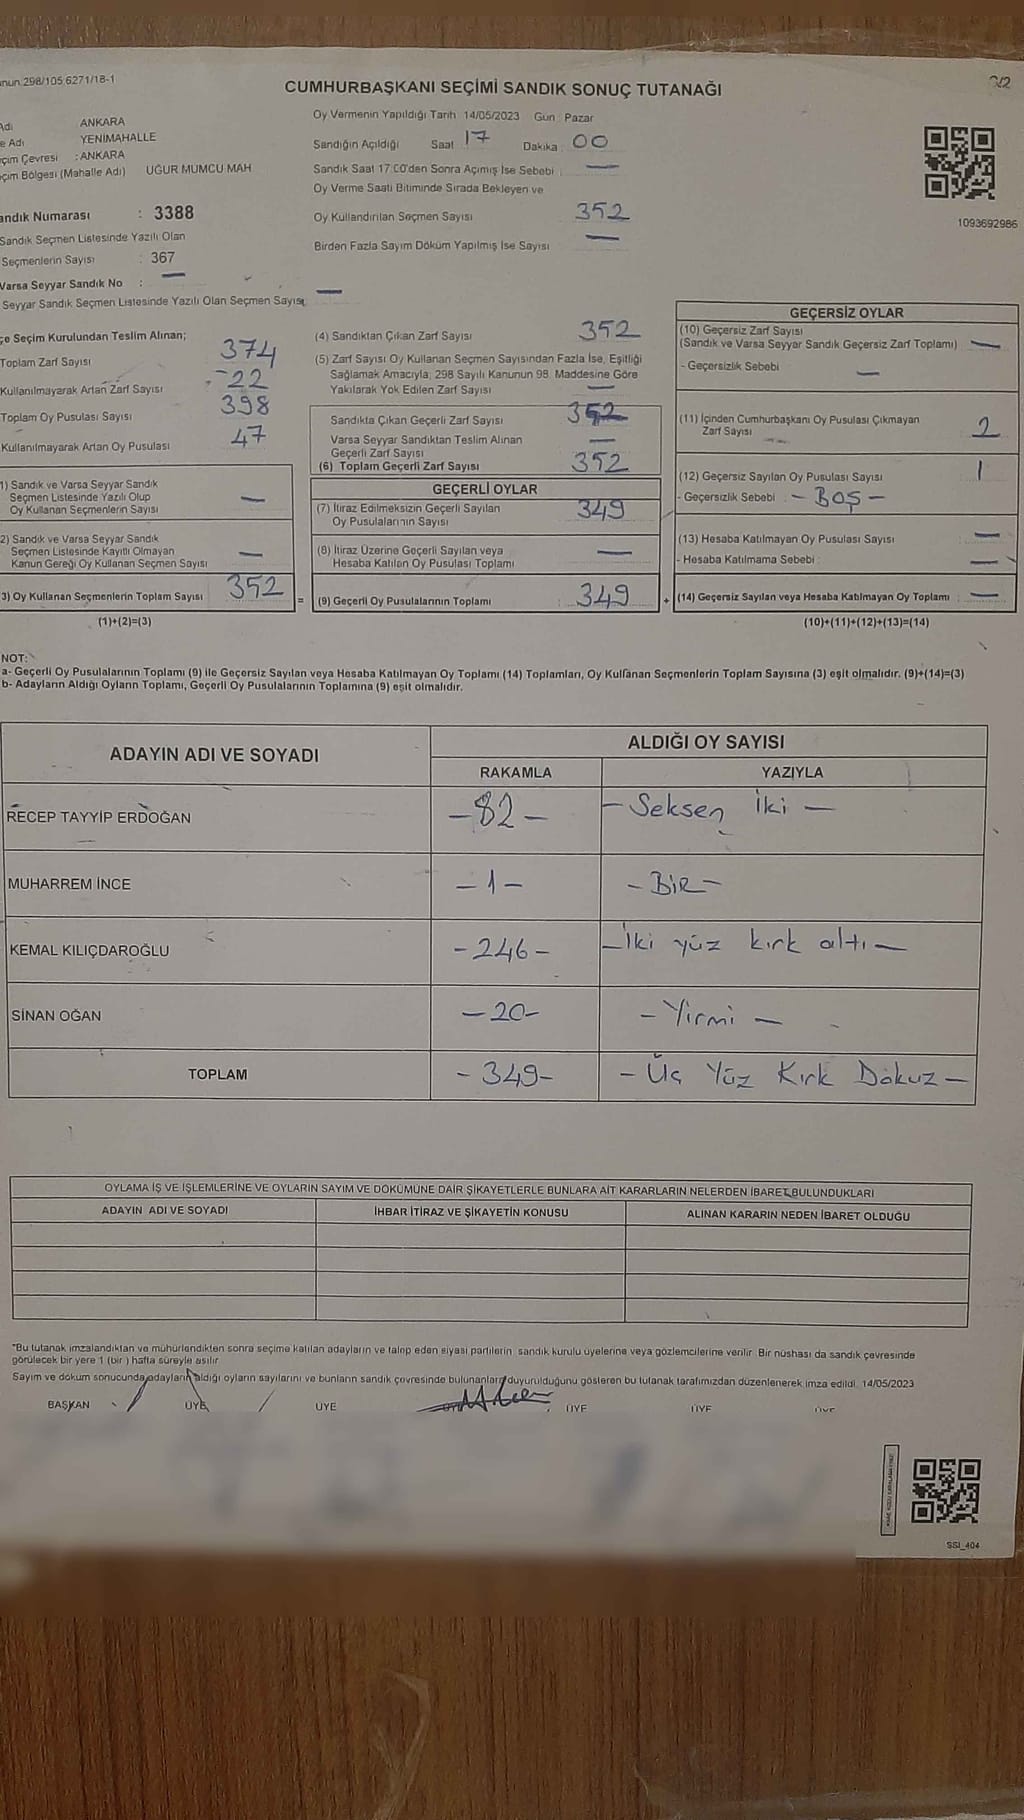 298/105,6271/18-1
CUMHURBAŞKANI SEÇİMİ SANDIK SONUÇ TUTANAĞI
Adı ANKARA
e Adı YENİMAHALLE
çim Çevresi : ANKARA
çim Bölgesi (Mahalle Adı) UĞUR MUMCU MAH
andık Numarası : 3388
Sandık Seçmen Listesinde Yazılı Olan
Seçmenlerin Sayısı : 367
Varsa Seyyar Sandık No : —
Seyyar Sandık Seçmen Listesinde Yazılı Olan Seçmen Sayısı —
Oy Vermenin Yapıldığı Tarih 14/05/2023 Gün : Pazar
Sandığın Açıldığı Saat 17 Dakika 00
Sandık Saat 17:00'den Sonra Açımış İse Sebebi : —
Oy Verme Saati Bitiminde Sırada Bekleyen ve
Oy Kullandırılan Seçmen Sayısı 352
Birden Fazla Sayım Döküm Yapılmış İse Sayısı —
1093692986
çe Seçim Kurulundan Teslim Alınan;
Toplam Zarf Sayısı 374
Kullanılmayarak Artan Zarf Sayısı 22
Toplam Oy Pusulası Sayısı 398
Kullanılmayarak Artan Oy Pusulası 47
1) Sandık ve Varsa Seyyar Sandık
Seçmen Listesinde Yazılı Olup
Oy Kullanan Seçmenlerin Sayısı —
2) Sandık ve Varsa Seyyar Sandık
Seçmen Listesinde Kayıtlı Olmayan
Kanun Gereği Oy Kullanan Seçmen Sayısı —
3) Oy Kullanan Seçmenlerin Toplam Sayısı 352
(1)+(2)=(3)
(4) Sandıktan Çıkan Zarf Sayısı 352
(5) Zarf Sayısı Oy Kullanan Seçmen Sayısından Fazla İse, Eşitliği
Sağlamak Amacıyla; 298 Sayılı Kanunun 98. Maddesine Göre
Yakılarak Yok Edilen Zarf Sayısı —
Sandıkta Çıkan Geçerli Zarf Sayısı 352
Varsa Seyyar Sandıktan Teslim Alınan
Geçerli Zarf Sayısı —
(6) Toplam Geçerli Zarf Sayısı 352
GEÇERLİ OYLAR
(7) İtiraz Edilmeksizin Geçerli Sayılan
Oy Pusulalarının Sayısı 349
(8) İtiraz Üzerine Geçerli Sayılan veya
Hesaba Katılan Oy Pusulası Toplamı —
= (9) Geçerli Oy Pusulalarının Toplamı 349
GEÇERSİZ OYLAR
(10) Geçersiz Zarf Sayısı
(Sandık ve Varsa Seyyar Sandık Geçersiz Zarf Toplamı) —
- Geçersizlik Sebebi : —
(11) İçinden Cumhurbaşkanı Oy Pusulası Çıkmayan
Zarf Sayısı 2
(12) Geçersiz Sayılan Oy Pusulası Sayısı 1
- Geçersizlik Sebebi : - BOŞ -
(13) Hesaba Katılmayan Oy Pusulası Sayısı —
- Hesaba Katılmama Sebebi : —
+ (14) Geçersiz Sayılan veya Hesaba Katılmayan Oy Toplamı : —
(10)+(11)+(12)+(13)=(14)
NOT:
a- Geçerli Oy Pusulalarının Toplamı (9) ile Geçersiz Sayılan veya Hesaba Katılmayan Oy Toplamı (14) Toplamları, Oy Kullanan Seçmenlerin Toplam Sayısına (3) eşit olmalıdır. (9)+(14)=(3)
b- Adayların Aldığı Oyların Toplamı, Geçerli Oy Pusulalarının Toplamına (9) eşit olmalıdır.
ADAYIN ADI VE SOYADI ALDIĞI OY SAYISI
RAKAMLA YAZIYLA
RECEP TAYYİP ERDOĞAN -82- - Seksen İki -
MUHARREM İNCE -1- - BiR -
KEMAL KILIÇDAROĞLU -246- - İki yüz kırk altı -
SİNAN OĞAN -20- - Yirmi -
TOPLAM -349- - Üç Yüz Kırk Dokuz -
OYLAMA İŞ VE İŞLEMLERİNE VE OYLARIN SAYIM VE DÖKÜMÜNE DAİR ŞİKAYETLERLE BUNLARA AİT KARARLARIN NELERDEN İBARET BULUNDUKLARI
ADAYIN ADI VE SOYADI İHBAR İTİRAZ VE ŞİKAYETİN KONUSU ALINAN KARARIN NEDEN İBARET OLDUĞU
*Bu tutanak imzalandıktan ve mühürlendikten sonra seçime katılan adayların ve talep eden siyasi partilerin sandık kurulu üyelerine veya gözlemcilerine verilir. Bir nüshası da sandık çevresinde
görülecek bir yere 1 (bir) hafta süreyle asılır.
Sayım ve döküm sonucunda adayların aldığı oyların sayılarını ve bunların sandık çevresinde bulunanlara duyurulduğunu gösteren bu tutanak tarafımızdan düzenlenerek imza edildi. 14/05/2023
BAŞKAN ÜYE ÜYE ÜYE ÜYE ÜYE
SSI_404